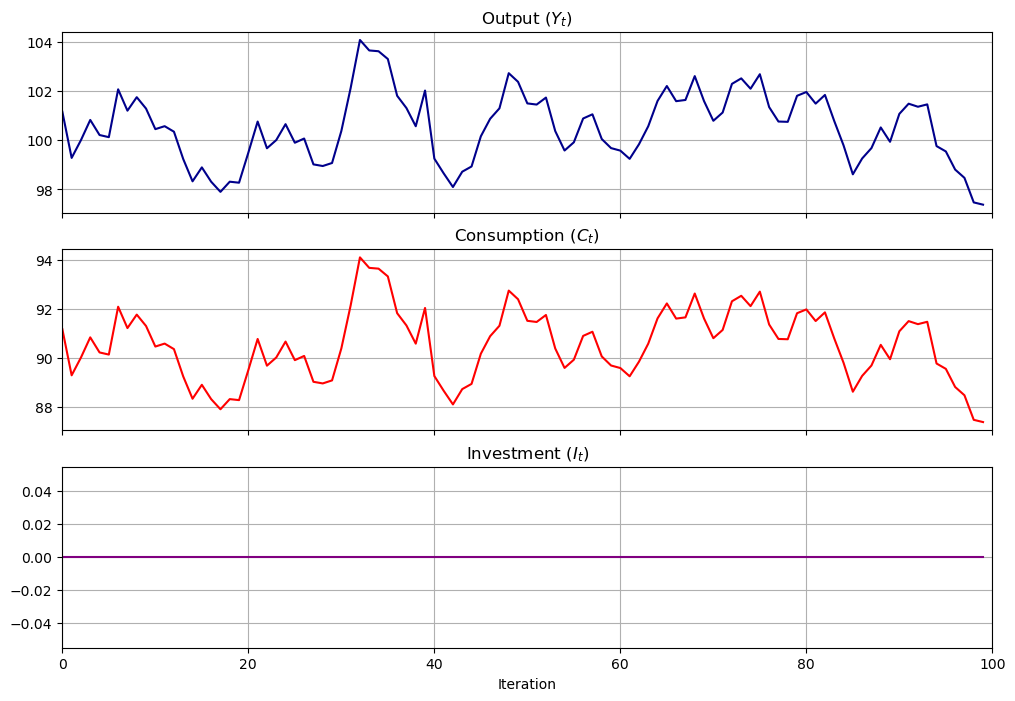 Output (Y_t)
104
102
100
98
Consumption (C_t)
94
92
90
88
Investment (I_t)
0.04
0.02
0.00
−0.02
−0.04
0 20 40 60 80 100
Iteration